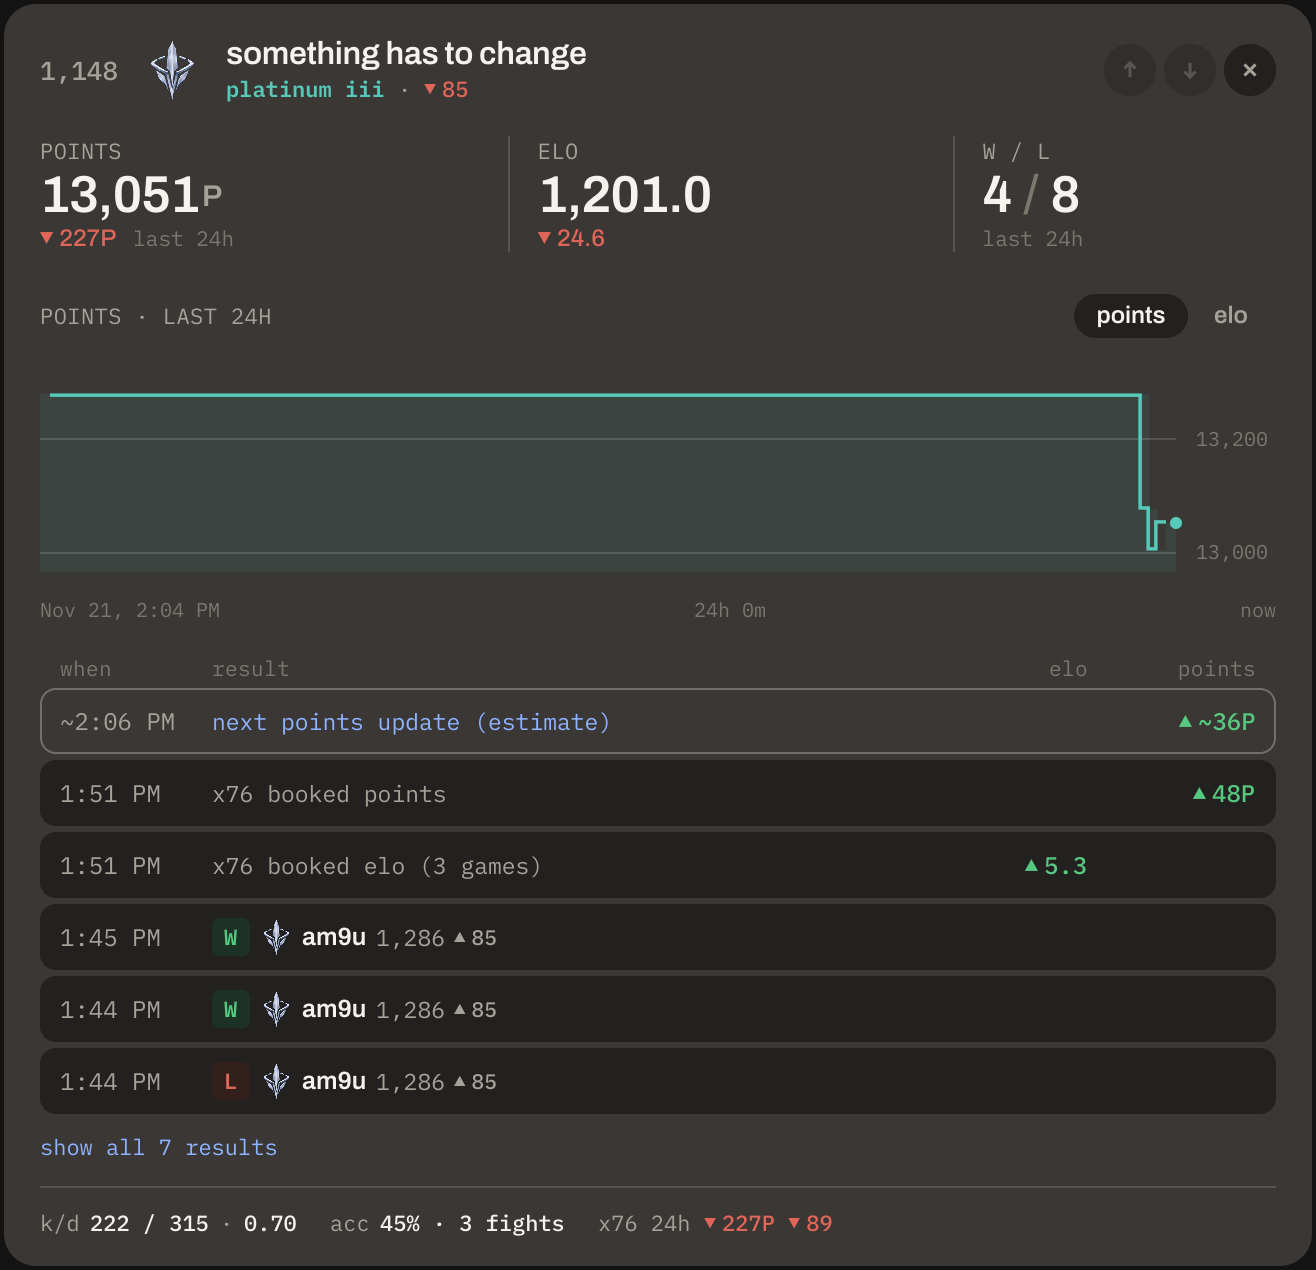 1,148
something has to change
platinum iii · ▼85
×
POINTS
13,051P
▼227P last 24h
ELO
1,201.0
▼24.6
W / L
4 / 8
last 24h
POINTS · LAST 24H
points elo
13,200
13,000
Nov 21, 2:04 PM 24h 0m now
when result elo points
~2:06 PM next points update (estimate) ▲~36P
1:51 PM x76 booked points ▲48P
1:51 PM x76 booked elo (3 games) ▲5.3
1:45 PM W am9u 1,286 ▲85
1:44 PM W am9u 1,286 ▲85
1:44 PM L am9u 1,286 ▲85
show all 7 results
k/d 222 / 315 · 0.70 acc 45% · 3 fights x76 24h ▼227P ▼89